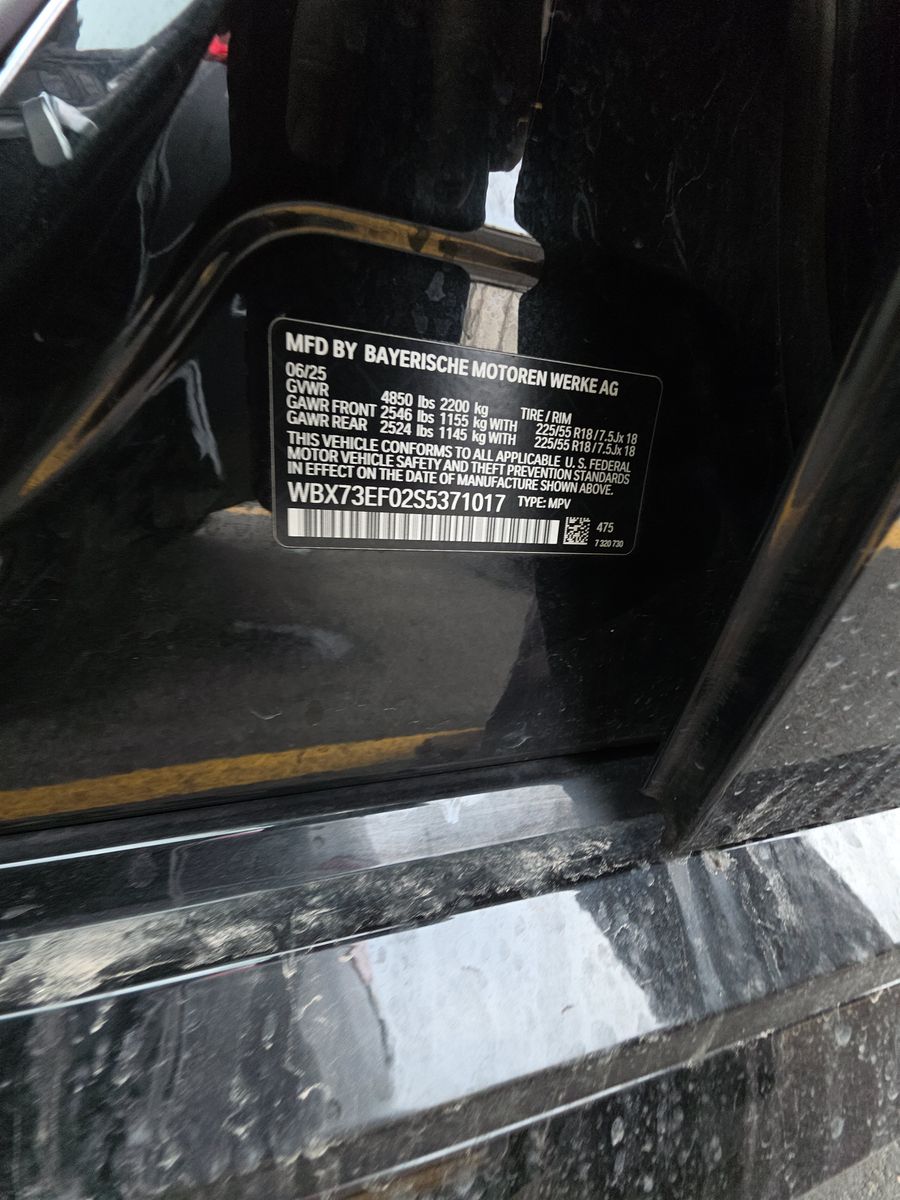 MFD BY BAYERISCHE MOTOREN WERKE AG
06/25
GVWR 4850 lbs 2200 kg TIRE / RIM
GAWR FRONT 2546 lbs 1155 kg WITH 225/55 R18 / 7.5Jx 18
GAWR REAR 2524 lbs 1145 kg WITH 225/55 R18 / 7.5Jx 18
THIS VEHICLE CONFORMS TO ALL APPLICABLE U.S. FEDERAL
MOTOR VEHICLE SAFETY AND THEFT PREVENTION STANDARDS
IN EFFECT ON THE DATE OF MANUFACTURE SHOWN ABOVE.
WBX73EF02S5371017 TYPE: MPV
475
7 320 730